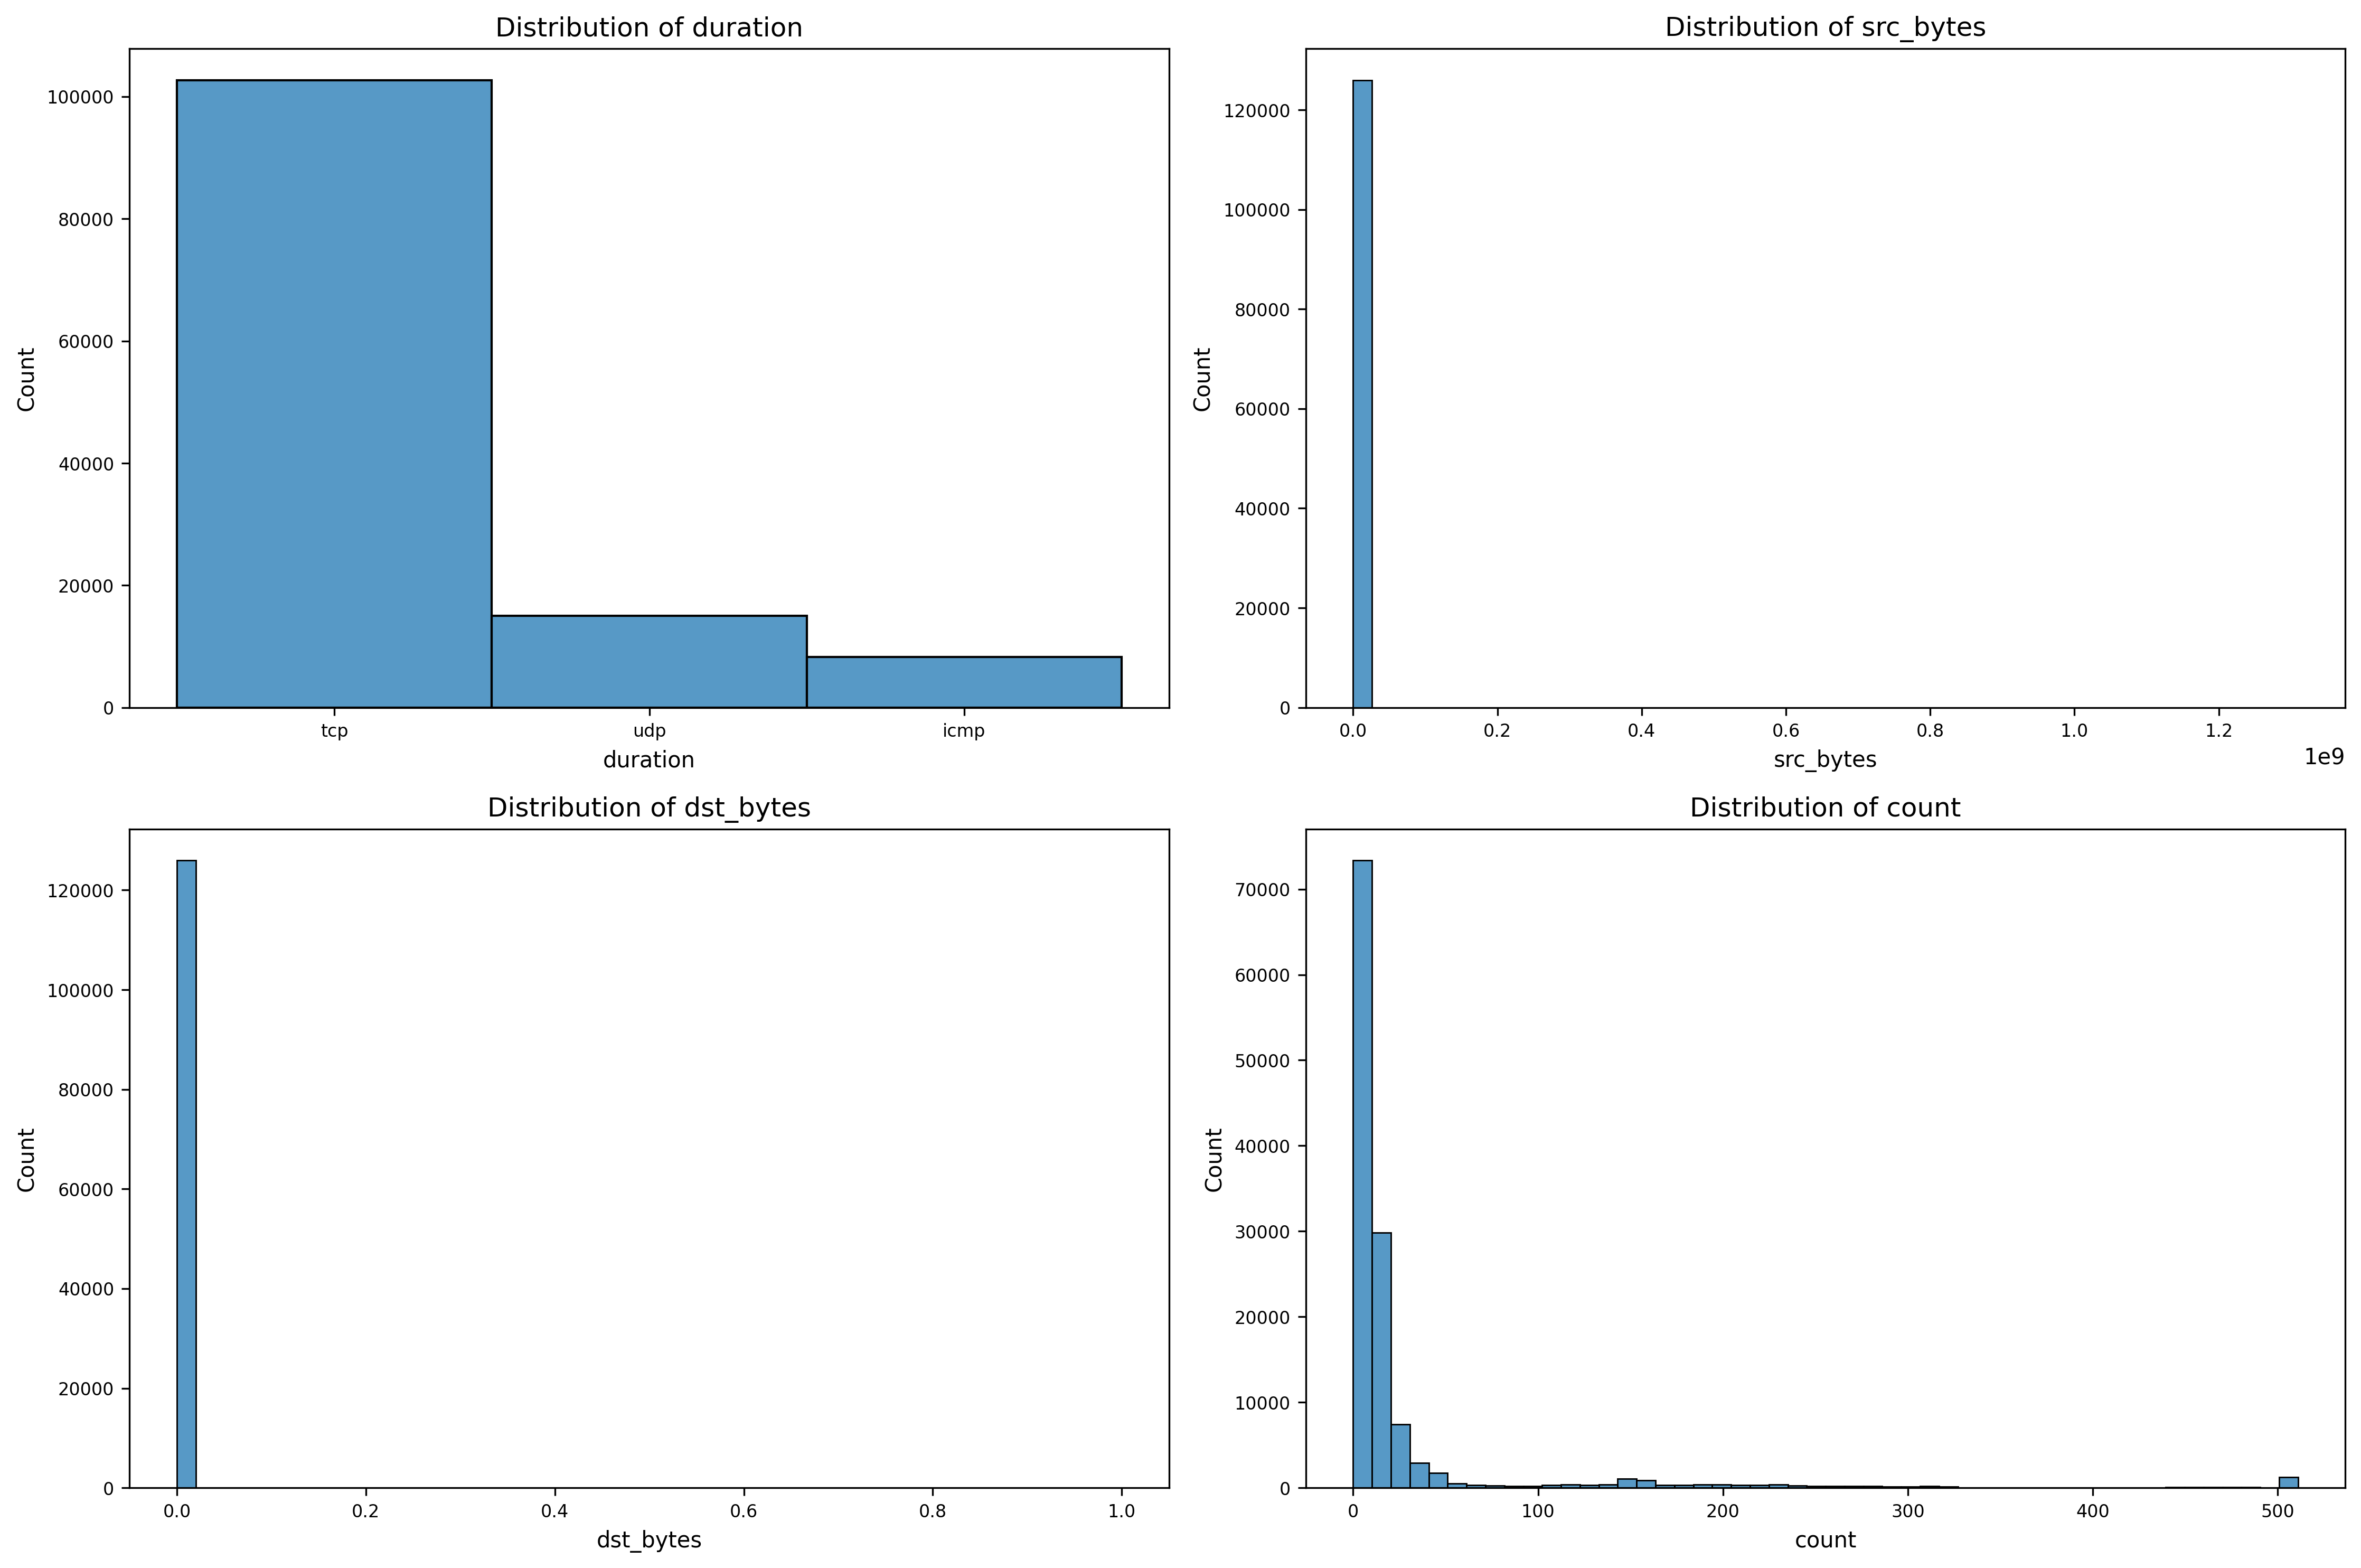 Distribution of duration
Count
100000
80000
60000
40000
20000
0
tcp udp icmp
duration
Distribution of src_bytes
Count
120000
100000
80000
60000
40000
20000
0
0.0 0.2 0.4 0.6 0.8 1.0 1.2
src_bytes
1e9
Distribution of dst_bytes
Count
120000
100000
80000
60000
40000
20000
0
0.0 0.2 0.4 0.6 0.8 1.0
dst_bytes
Distribution of count
Count
70000
60000
50000
40000
30000
20000
10000
0
0 100 200 300 400 500
count